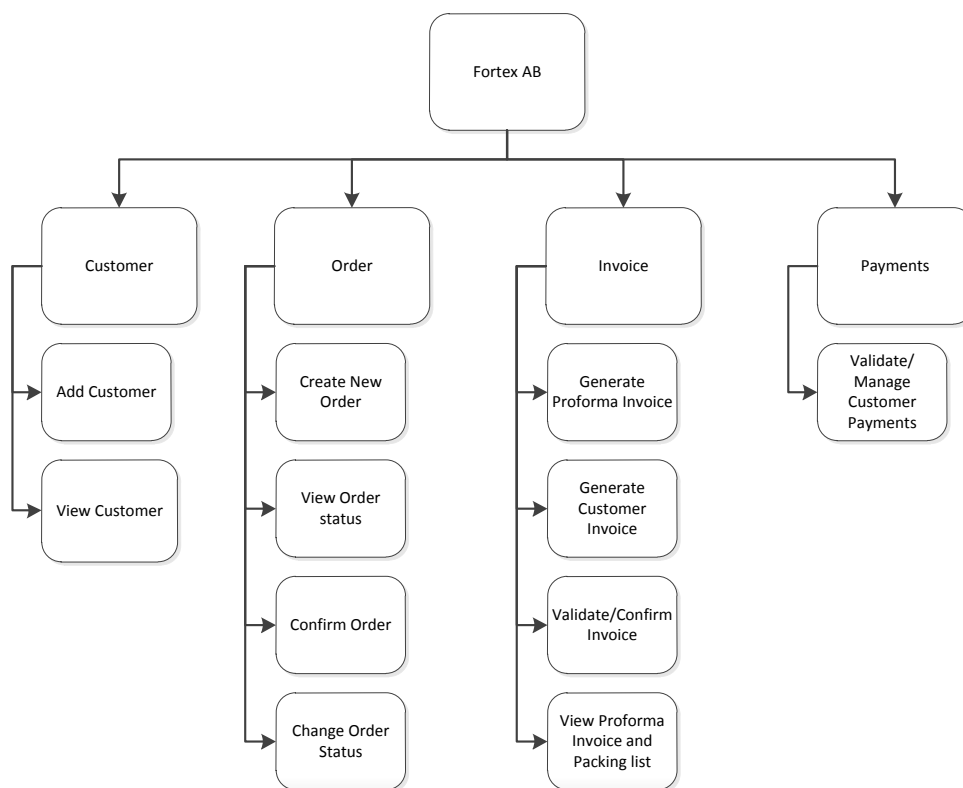 Fortex AB
Customer
Order
Invoice
Payments
Add Customer
View Customer
Create New
Order
View Order
status
Confirm Order
Change Order
Status
Generate
Proforma Invoice
Generate
Customer
Invoice
Validate/Confirm
Invoice
View Proforma
Invoice and
Packing list
Validate/
Manage
Customer
Payments